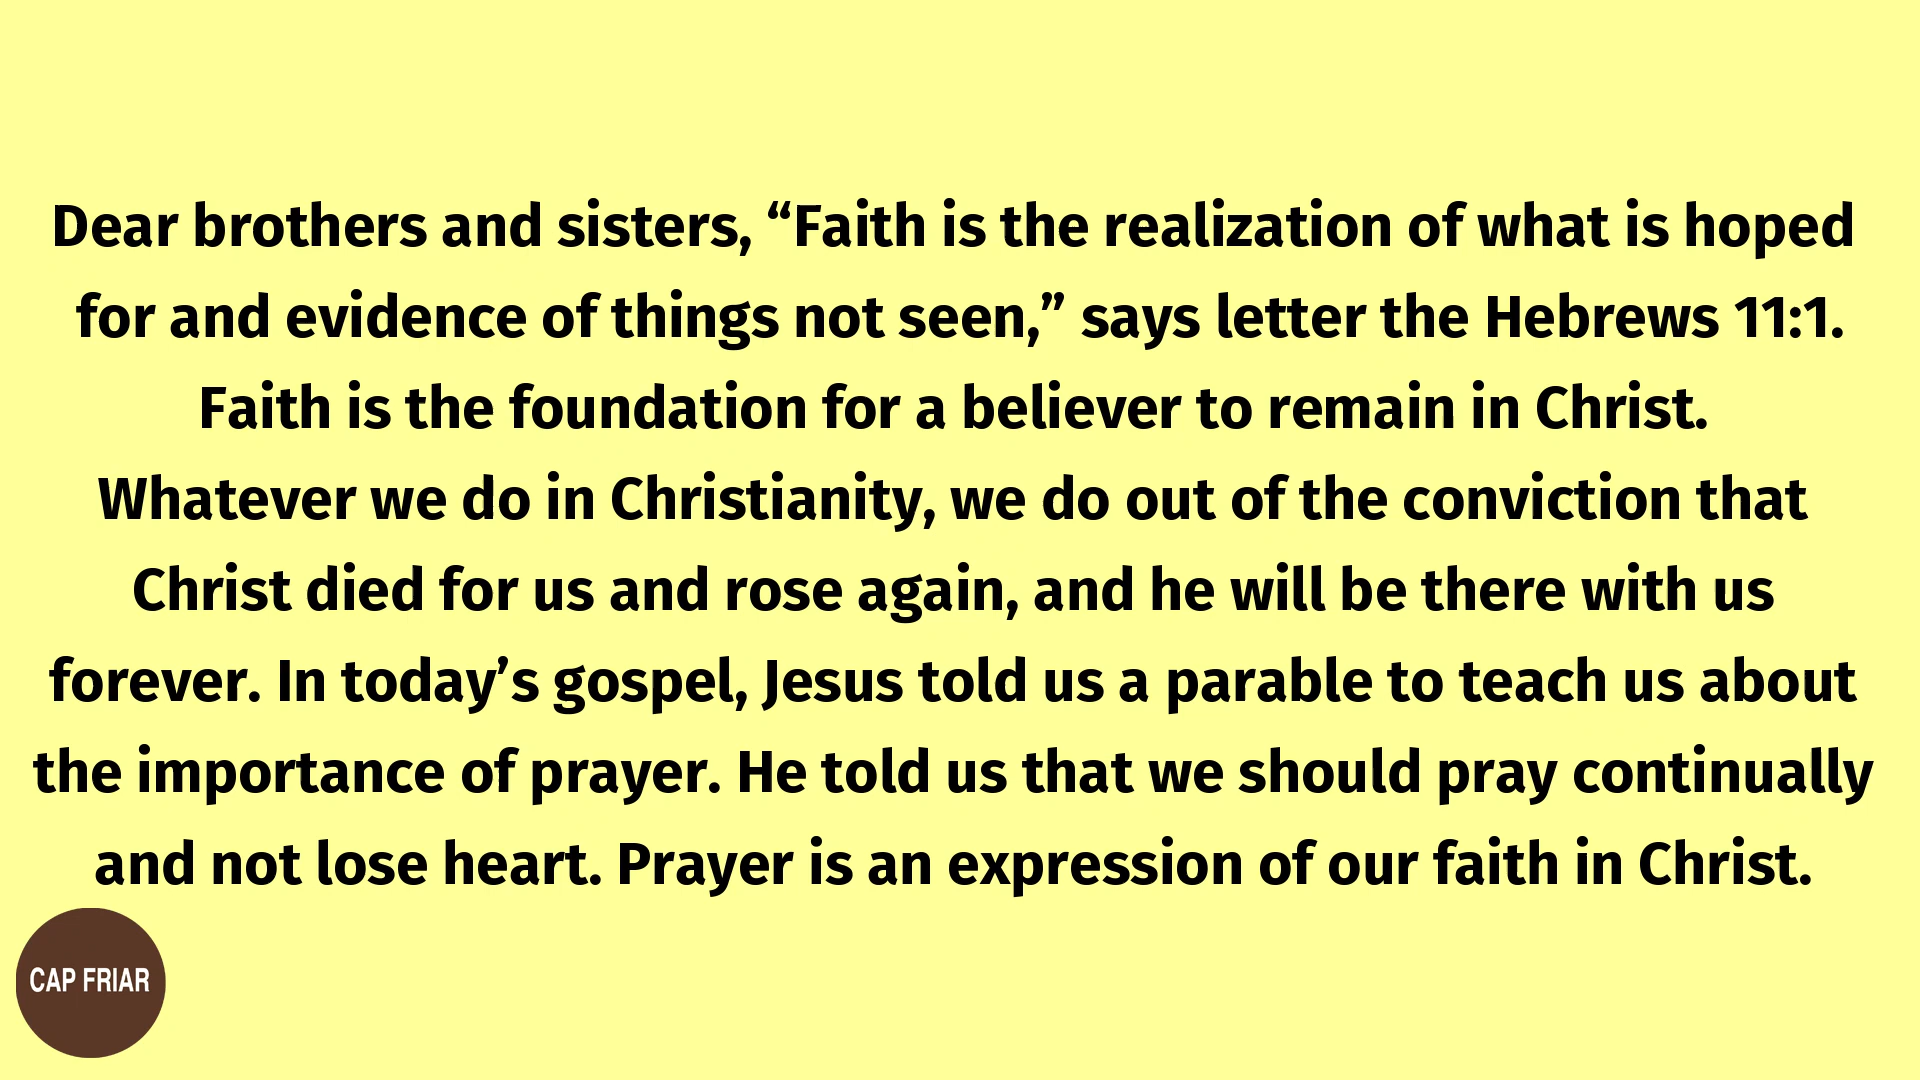 Dear brothers and sisters, “Faith is the realization of what is hoped
for and evidence of things not seen,” says letter the Hebrews 11:1.
Faith is the foundation for a believer to remain in Christ.
Whatever we do in Christianity, we do out of the conviction that
Christ died for us and rose again, and he will be there with us
forever. In today’s gospel, Jesus told us a parable to teach us about
the importance of prayer. He told us that we should pray continually
and not lose heart. Prayer is an expression of our faith in Christ.
CAP FRIAR